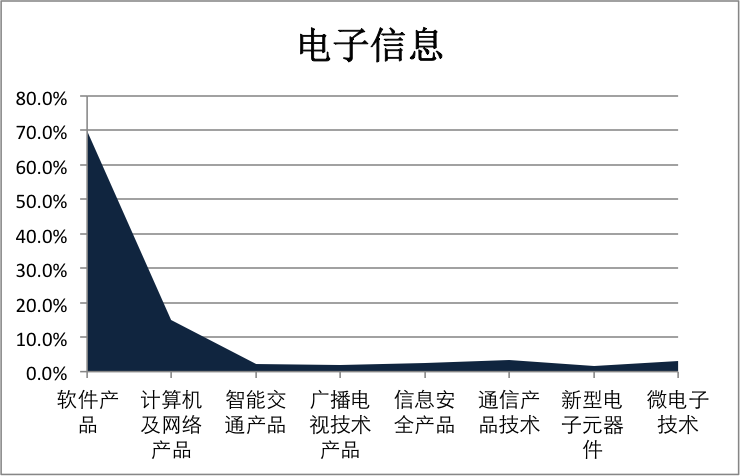 电子信息
80.0%
70.0%
60.0%
50.0%
40.0%
30.0%
20.0%
10.0%
0.0%
软件产
品
计算机
及网络
产品
智能交
通产品
广播电
视技术
产品
信息安
全产品
通信产
品技术
新型电
子元器
件
微电子
技术